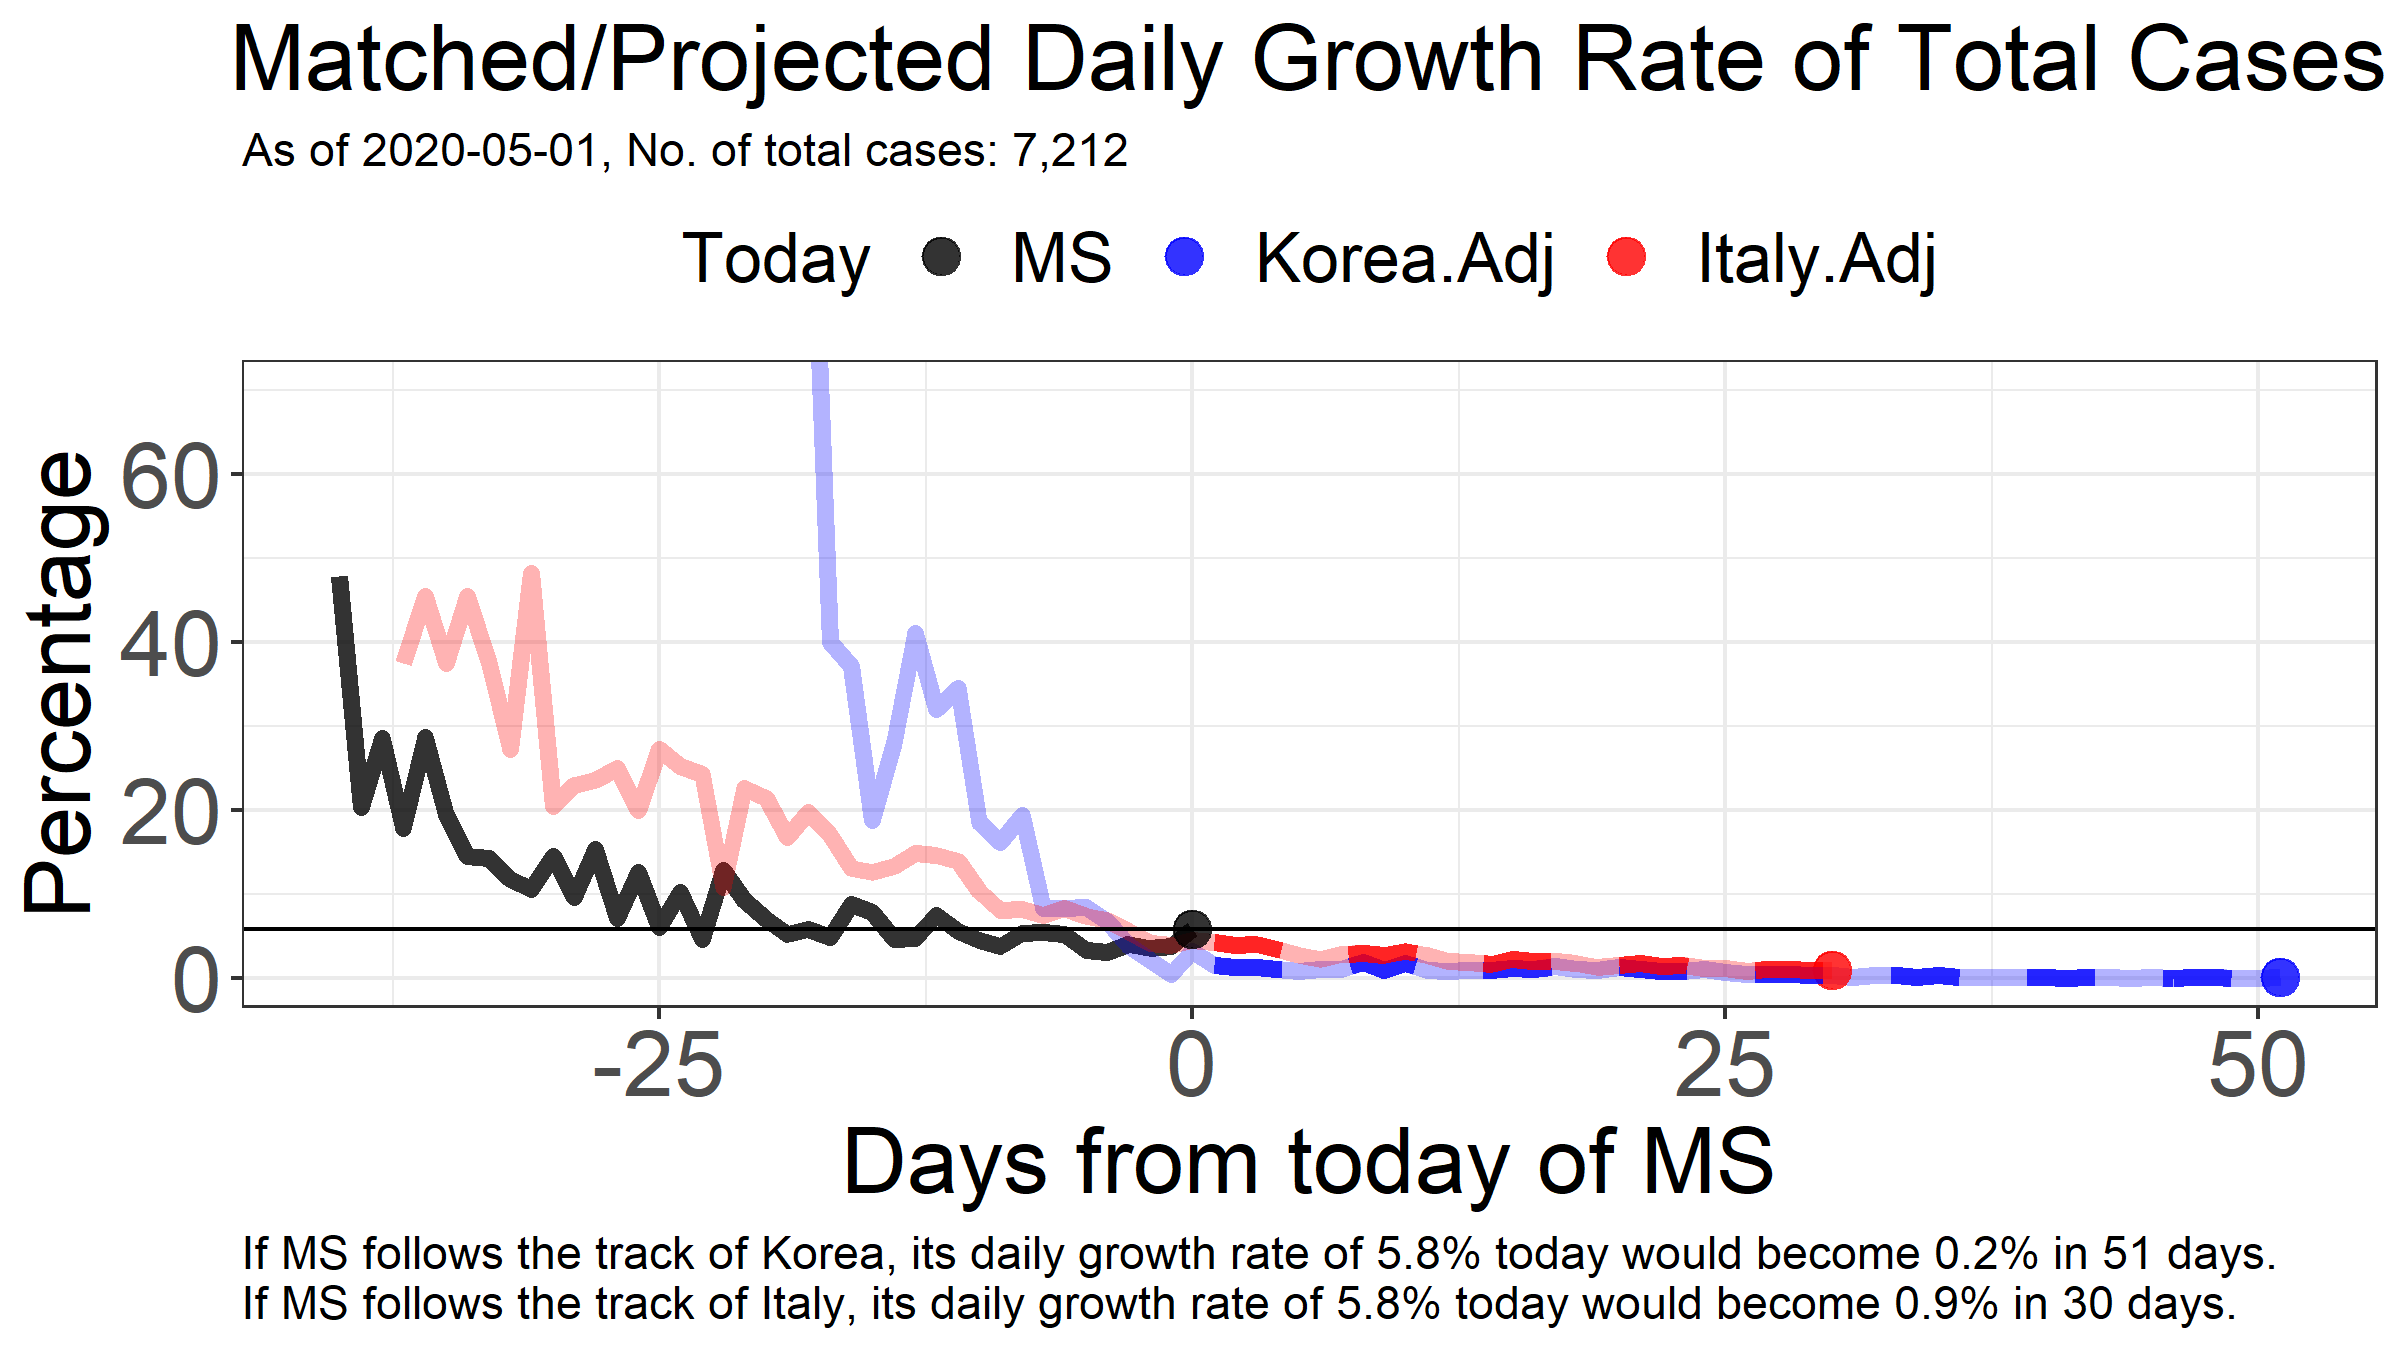 Matched/Projected Daily Growth Rate of Total Cases
As of 2020-05-01, No. of total cases: 7,212
Today MS Korea.Adj Italy.Adj
Percentage
60
40
20
0
-25 0 25 50
Days from today of MS
If MS follows the track of Korea, its daily growth rate of 5.8% today would become 0.2% in 51 days.
If MS follows the track of Italy, its daily growth rate of 5.8% today would become 0.9% in 30 days.